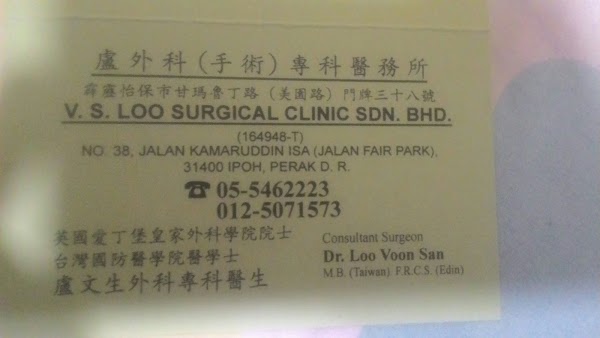 盧外科(手術)專科醫務所
霹靂怡保市甘瑪魯丁路(美園路)門牌三十八號
V. S. LOO SURGICAL CLINIC SDN. BHD.
(164948-T)
NO. 38, JALAN KAMARUDDIN ISA (JALAN FAIR PARK),
31400 IPOH, PERAK D. R.
☎ 05-5462223
012-5071573
英國愛丁堡皇家外科學院院士
台灣國防醫學院醫學士
盧文生外科專科醫生
Consultant Surgeon
Dr. Loo Voon San
M.B. (Taiwan) F.R.C.S. (Edin)